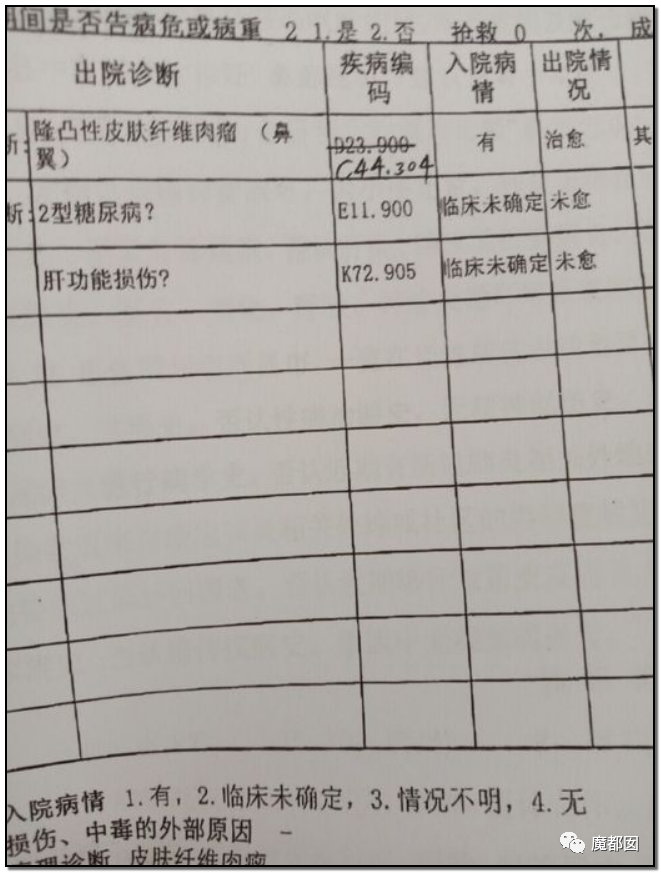 期间是否告病危或病重 2 1.是 2.否 抢救 0 次, 成
出院诊断 疾病编码 入院病情 出院情况
断: 隆凸性皮肤纤维肉瘤 (鼻翼) D23.900 C44.304 有 治愈 其
断: 2型糖尿病? E11.900 临床未确定 未愈
肝功能损伤? K72.905 临床未确定 未愈
入院病情 1.有, 2.临床未确定, 3.情况不明, 4.无
损伤、中毒的外部原因 -
病理诊断 皮肤纤维肉瘤
魔都囡